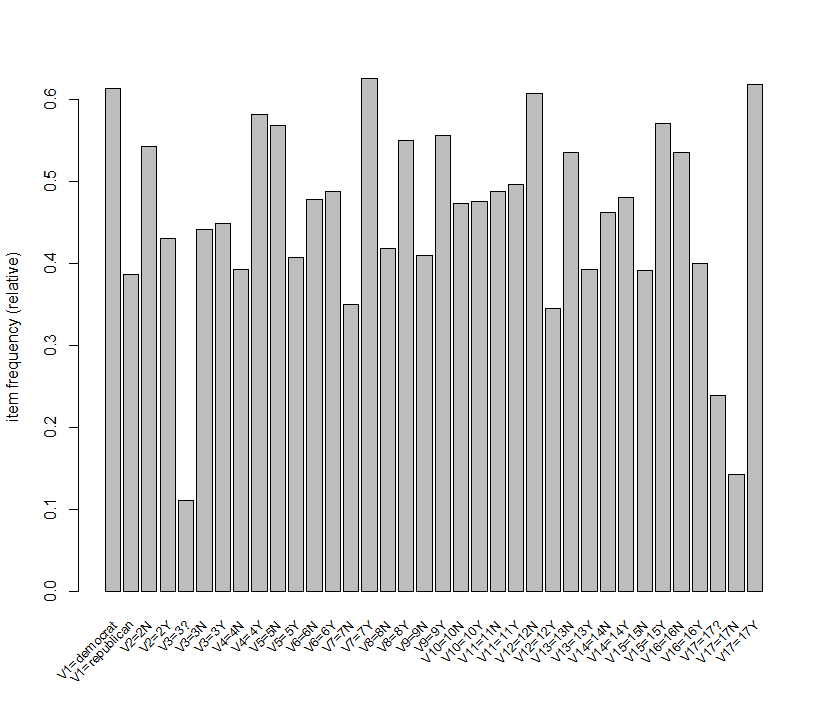 item frequency (relative)
0.6
0.5
0.4
0.3
0.2
0.1
0.0
V1=democrat
V1=republican
V2=2N
V2=2Y
V3=3?
V3=3N
V3=3Y
V4=4N
V4=4Y
V5=5N
V5=5Y
V6=6N
V6=6Y
V7=7N
V7=7Y
V8=8N
V8=8Y
V9=9N
V9=9Y
V10=10N
V10=10Y
V11=11N
V11=11Y
V12=12N
V12=12Y
V13=13N
V13=13Y
V14=14N
V14=14Y
V15=15N
V15=15Y
V16=16N
V16=16Y
V17=17?
V17=17N
V17=17Y